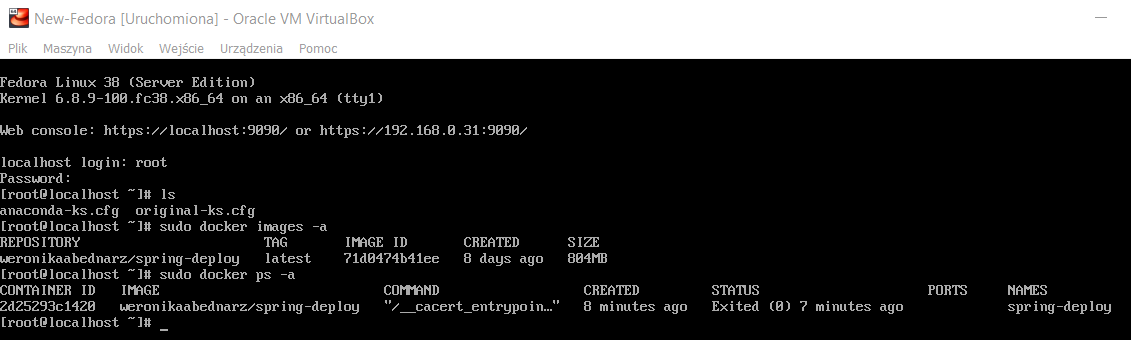 New-Fedora [Uruchomiona] - Oracle VM VirtualBox
Plik Maszyna Widok Wejście Urządzenia Pomoc
Fedora Linux 38 (Server Edition)
Kernel 6.8.9-100.fc38.x86_64 on an x86_64 (tty1)
Web console: https://localhost:9090/ or https://192.168.0.31:9090/
localhost login: root
Password:
[root@localhost ~]# ls
anaconda-ks.cfg  original-ks.cfg
[root@localhost ~]# sudo docker images -a
REPOSITORY                       TAG       IMAGE ID       CREATED      SIZE
weronikaabednarz/spring-deploy   latest    71d0474b41ee   8 days ago   804MB
[root@localhost ~]# sudo docker ps -a
CONTAINER ID   IMAGE                            COMMAND                  CREATED         STATUS                     PORTS     NAMES
2d25293c1420   weronikaabednarz/spring-deploy   "/__cacert_entrypoin…"   8 minutes ago   Exited (0) 7 minutes ago             spring-deploy
[root@localhost ~]# _